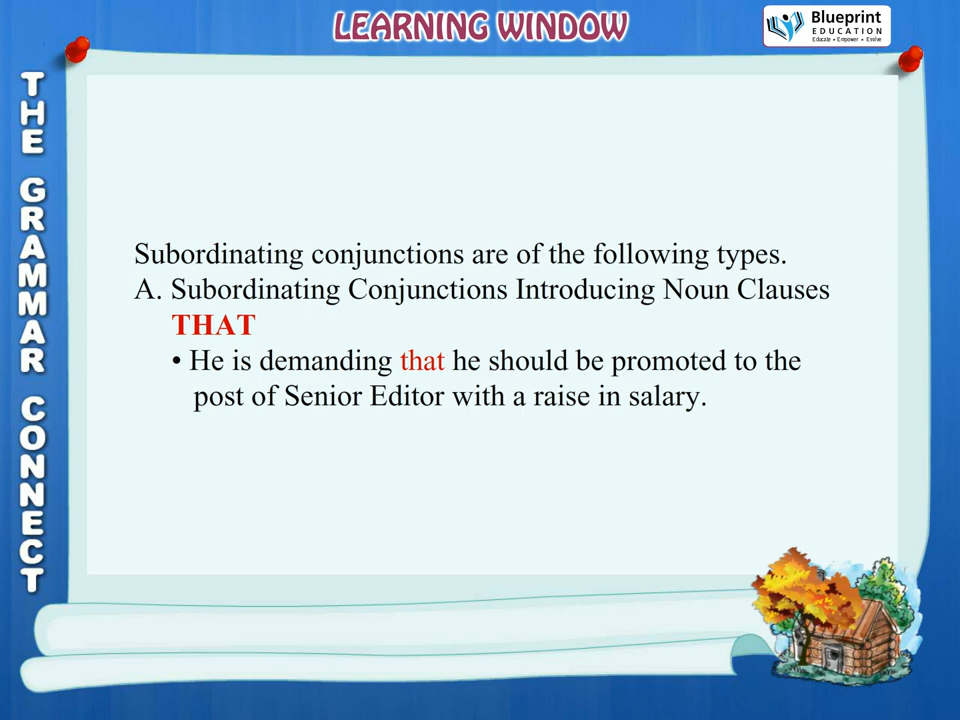 LEARNING WINDOW
Blueprint
EDUCATION
Educate • Empower • Evolve
THE GRAMMAR CONNECT
Subordinating conjunctions are of the following types.
A. Subordinating Conjunctions Introducing Noun Clauses
THAT
• He is demanding that he should be promoted to the
post of Senior Editor with a raise in salary.